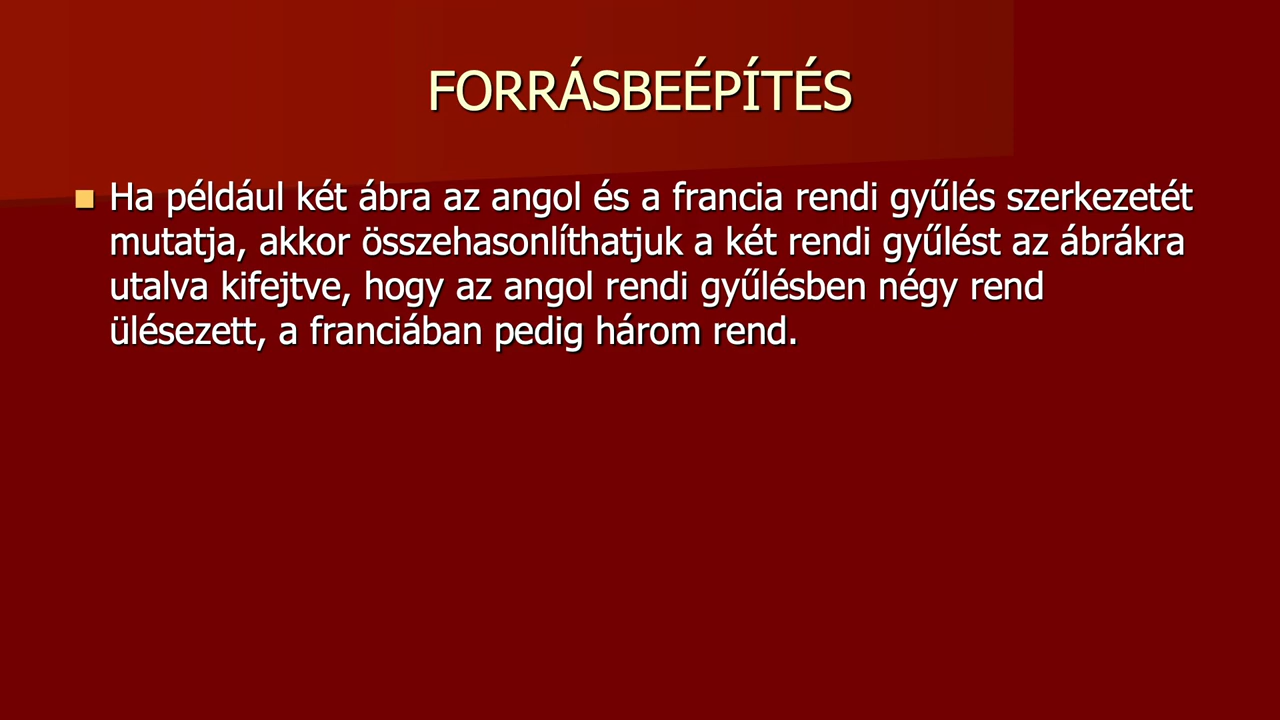 FORRÁSBEÉPÍTÉS
Ha például két ábra az angol és a francia rendi gyűlés szerkezetét
mutatja, akkor összehasonlíthatjuk a két rendi gyűlést az ábrákra
utalva kifejtve, hogy az angol rendi gyűlésben négy rend
ülésezett, a franciában pedig három rend.